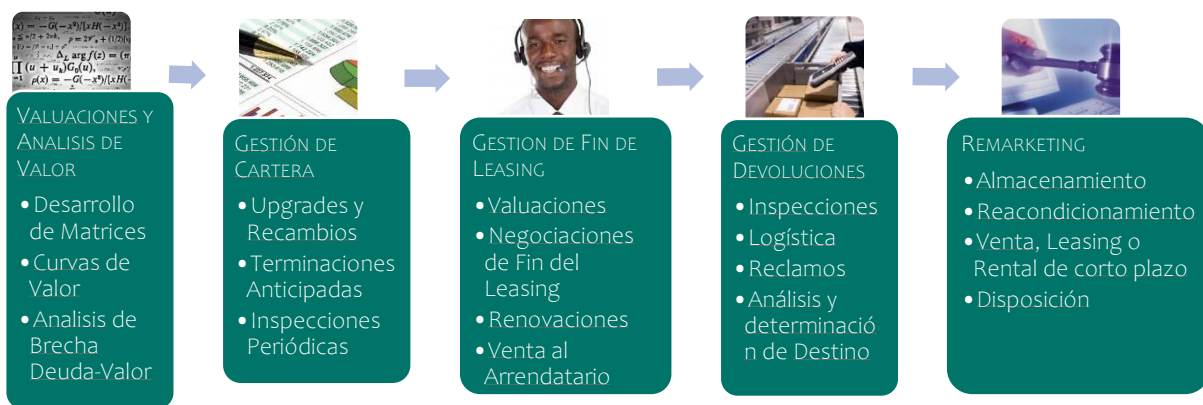 VALUACIONES Y
ANALISIS DE
VALOR
•Desarrollo
de Matrices
•Curvas de
Valor
•Analisis de
Brecha
Deuda-Valor
GESTIÓN DE
CARTERA
•Upgrades y
Recambios
•Terminaciones
Anticipadas
•Inspecciones
Periódicas
GESTION DE FIN DE
LEASING
•Valuaciones
•Negociaciones
de Fin del
Leasing
•Renovaciones
•Venta al
Arrendatario
GESTIÓN DE
DEVOLUCIONES
•Inspecciones
•Logística
•Reclamos
•Análisis y
determinació
n de Destino
REMARKETING
•Almacenamiento
•Reacondicionamiento
•Venta, Leasing o
Rental de corto plazo
•Disposición